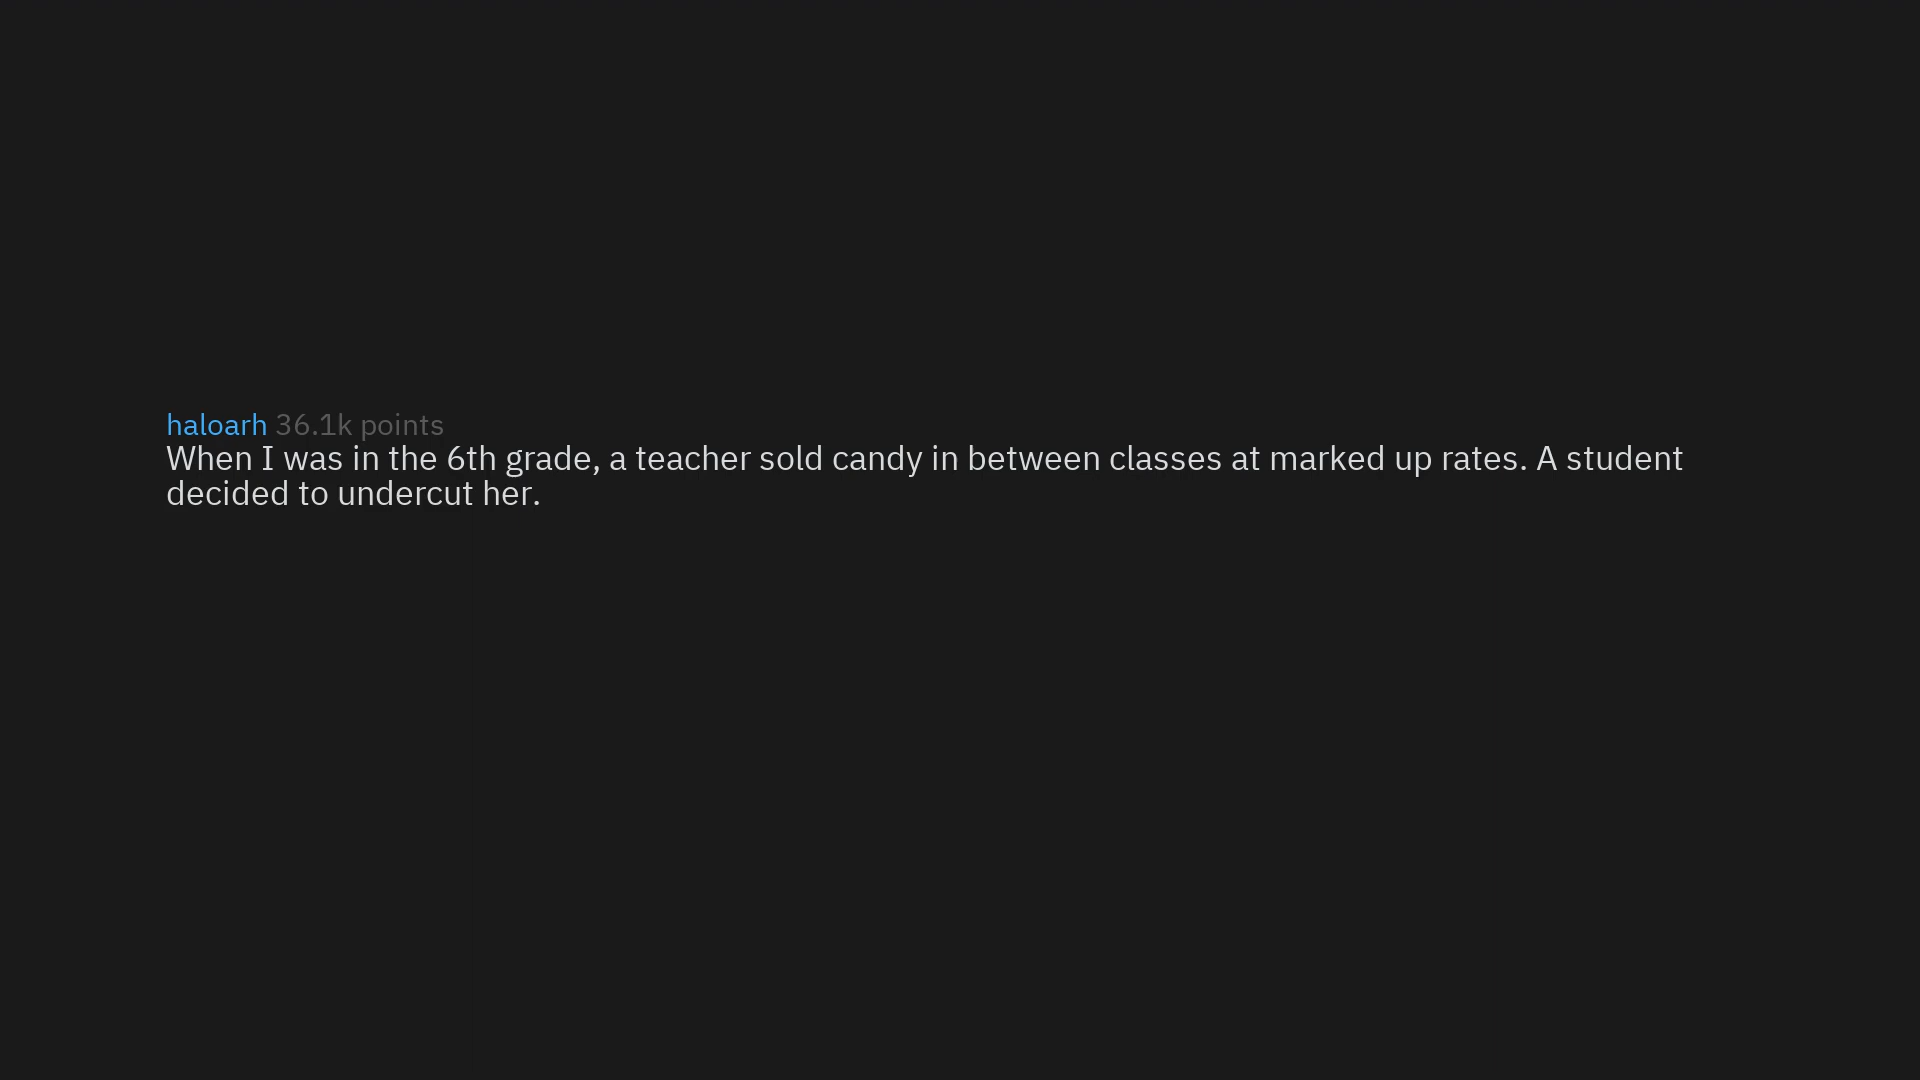 haloarh 36.1k points
When I was in the 6th grade, a teacher sold candy in between classes at marked up rates. A student
decided to undercut her.